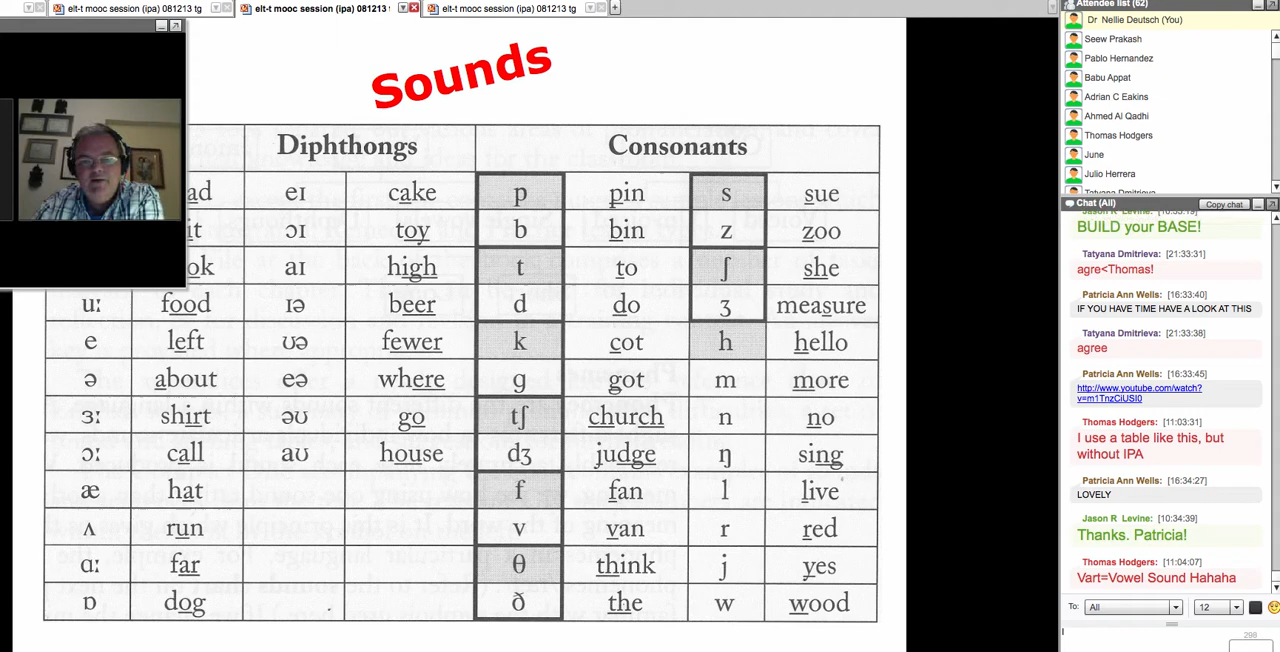 elt-t mooc session (ipa) 081213 tg
elt-t mooc session (ipa) 081213
elt-t mooc session (ipa) 081213 tg
Sounds
Diphthongs Consonants
ad eɪ cake p pin s sue
it ɔɪ toy b bin z zoo
ok aɪ high t to ʃ she
uː food ɪə beer d do ʒ measure
e left ʊə fewer k cot h hello
ə about eə where g got m more
ɜː shirt əʊ go tʃ church n no
ɔː call aʊ house dʒ judge ŋ sing
æ hat f fan l live
ʌ run v van r red
ɑː far θ think j yes
ɒ dog ð the w wood
Attendee list (62)
Dr Nellie Deutsch (You)
Seew Prakash
Pablo Hernandez
Babu Appat
Adrian C Eakins
Ahmed Al Qadhi
Thomas Hodgers
June
Julio Herrera
Tatyana Dmitrieva
Chat (All) Copy chat
Jason R Levine: [10:33:19]
BUILD your BASE!
Tatyana Dmitrieva: [21:33:31]
agre<Thomas!
Patricia Ann Wells: [16:33:40]
IF YOU HAVE TIME HAVE A LOOK AT THIS
Tatyana Dmitrieva: [21:33:38]
agree
Patricia Ann Wells: [16:33:45]
http://www.youtube.com/watch?
v=m1TnzCiUSI0
Thomas Hodgers: [11:03:31]
I use a table like this, but
without IPA
Patricia Ann Wells: [16:34:27]
LOVELY
Jason R Levine: [10:34:39]
Thanks. Patricia!
Thomas Hodgers: [11:04:07]
Vart=Vowel Sound Hahaha
To: All 12
298